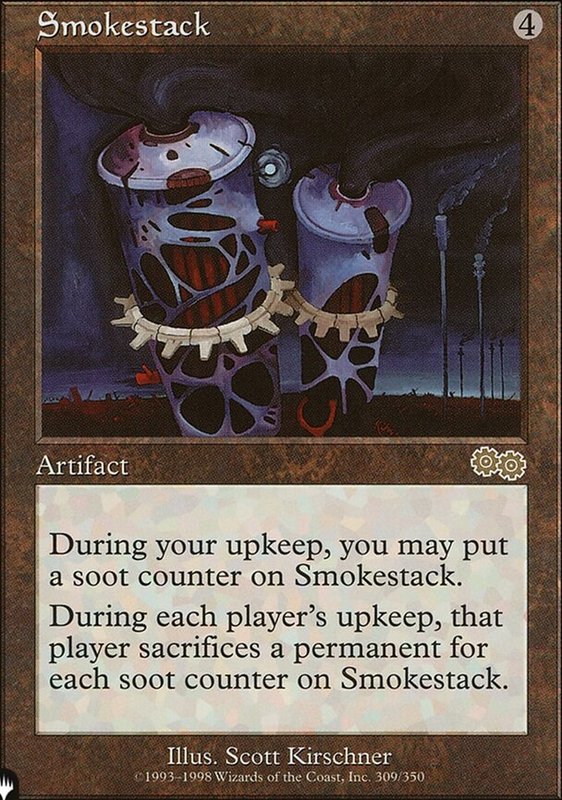 Smokestack 4
Artifact
During your upkeep, you may put
a soot counter on Smokestack.
During each player's upkeep, that
player sacrifices a permanent for
each soot counter on Smokestack.
Illus. Scott Kirschner
©1993–1998 Wizards of the Coast, Inc. 309/350